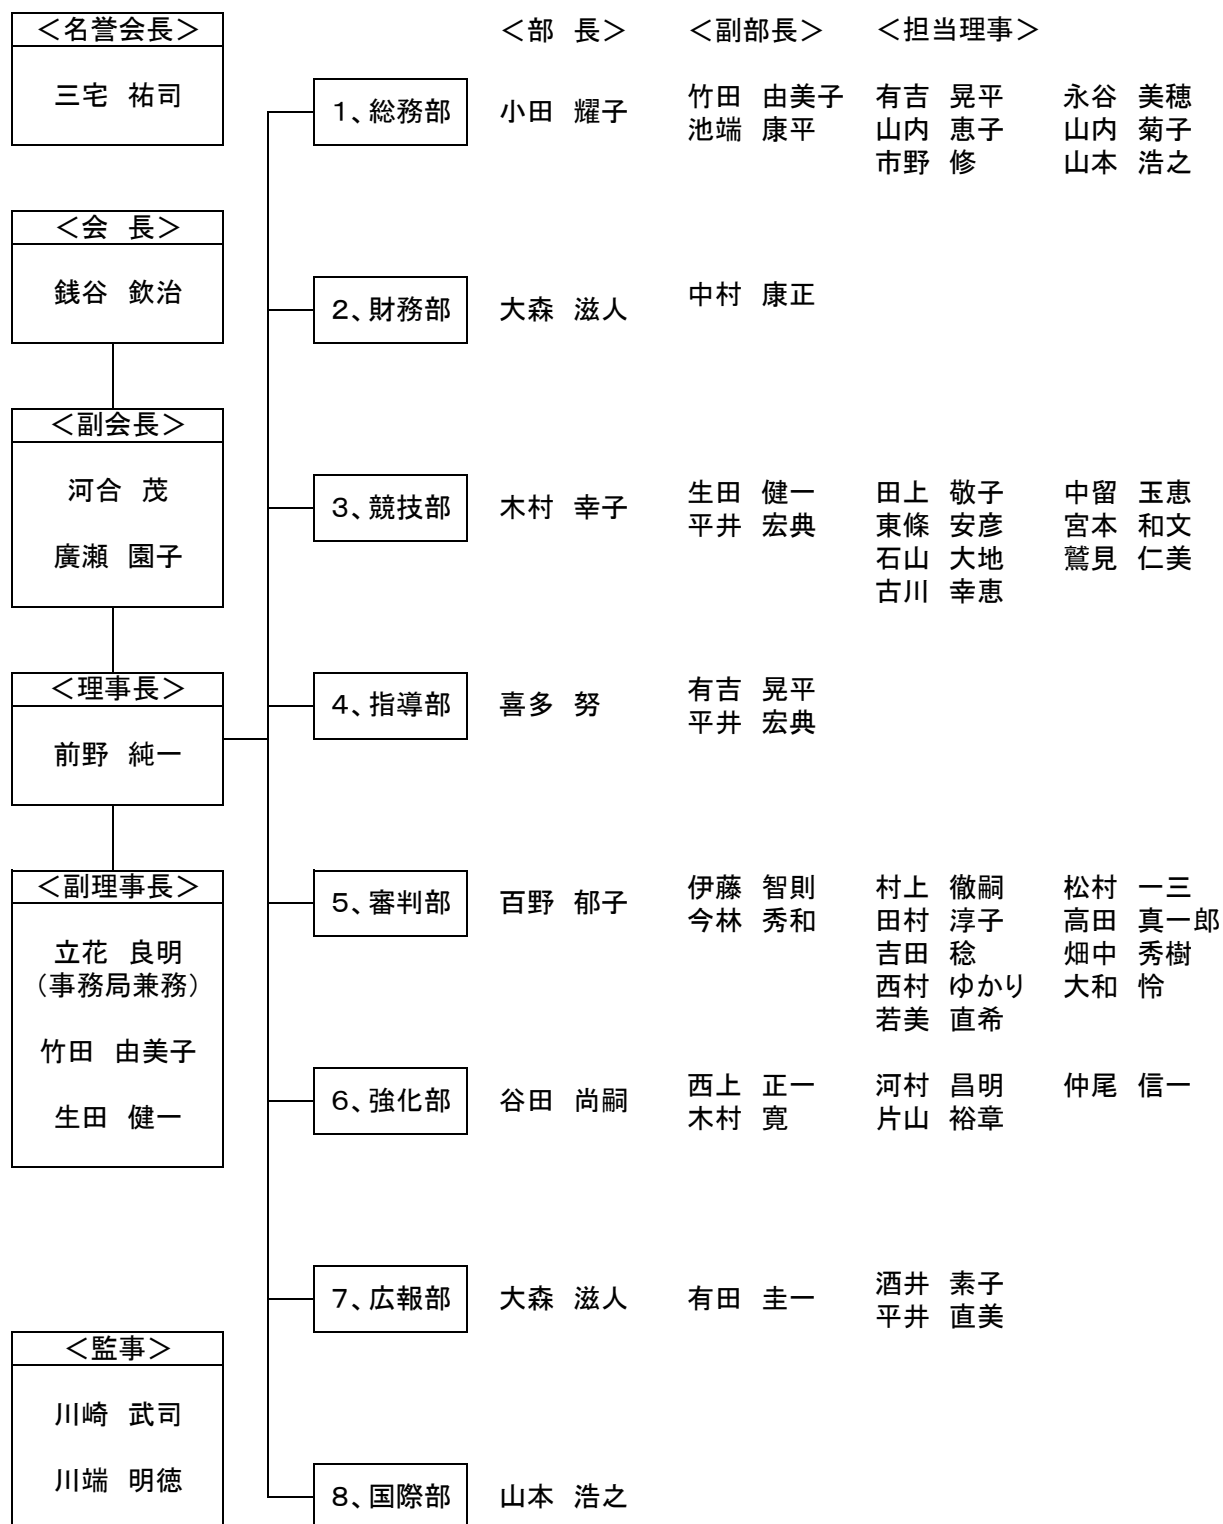 ＜名誉会長＞
三宅 祐司
＜会 長＞
銭谷 欽治
＜副会長＞
河合 茂
廣瀬 園子
＜理事長＞
前野 純一
＜副理事長＞
立花 良明
（事務局兼務）
竹田 由美子
生田 健一
＜監事＞
川崎 武司
川端 明徳
＜部 長＞ ＜副部長＞ ＜担当理事＞
1、総務部 小田 耀子
竹田 由美子 有吉 晃平 永谷 美穂
池端 康平 山内 恵子 山内 菊子
市野 修 山本 浩之
2、財務部 大森 滋人 中村 康正
3、競技部 木村 幸子
生田 健一 田上 敬子 中留 玉恵
平井 宏典 東條 安彦 宮本 和文
石山 大地 鷲見 仁美
古川 幸恵
4、指導部 喜多 努
有吉 晃平
平井 宏典
5、審判部 百野 郁子
伊藤 智則 村上 徹嗣 松村 一三
今林 秀和 田村 淳子 高田 真一郎
吉田 稔 畑中 秀樹
西村 ゆかり 大和 怜
若美 直希
6、強化部 谷田 尚嗣
西上 正一 河村 昌明 仲尾 信一
木村 寛 片山 裕章
7、広報部 大森 滋人 有田 圭一
酒井 素子
平井 直美
8、国際部 山本 浩之